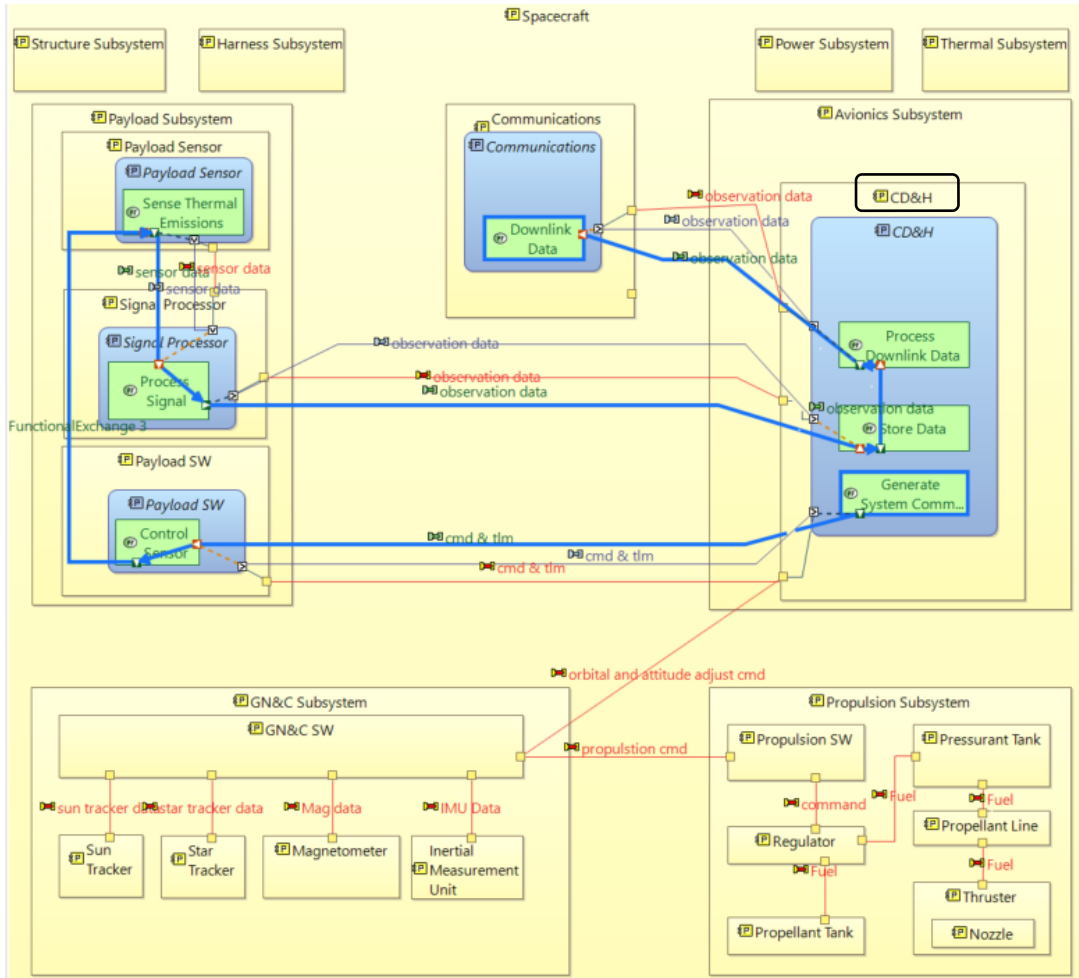 Spacecraft
Structure Subsystem
Harness Subsystem
Power Subsystem
Thermal Subsystem
Payload Subsystem
Payload Sensor
Payload Sensor
Sense Thermal
Emissions
sensor data
sensor data
sensor data
Signal Processor
Signal Processor
Process
Signal
FunctionalExchange 3
Payload SW
Payload SW
Control
Sensor
Communications
Communications
Downlink
Data
observation data
observation data
observation data
observation data
observation data
observation data
observation data
cmd & tlm
cmd & tlm
cmd & tlm
Avionics Subsystem
CD&H
CD&H
Process
Downlink Data
Store Data
Generate
System Comm...
orbital and attitude adjust cmd
GN&C Subsystem
GN&C SW
propulstion cmd
sun tracker data
star tracker data
Mag data
IMU Data
Sun
Tracker
Star
Tracker
Magnetometer
Inertial
Measurement
Unit
Propulsion Subsystem
Propulsion SW
Pressurant Tank
command
Fuel
Fuel
Propellant Line
Regulator
Fuel
Fuel
Thruster
Propellant Tank
Nozzle